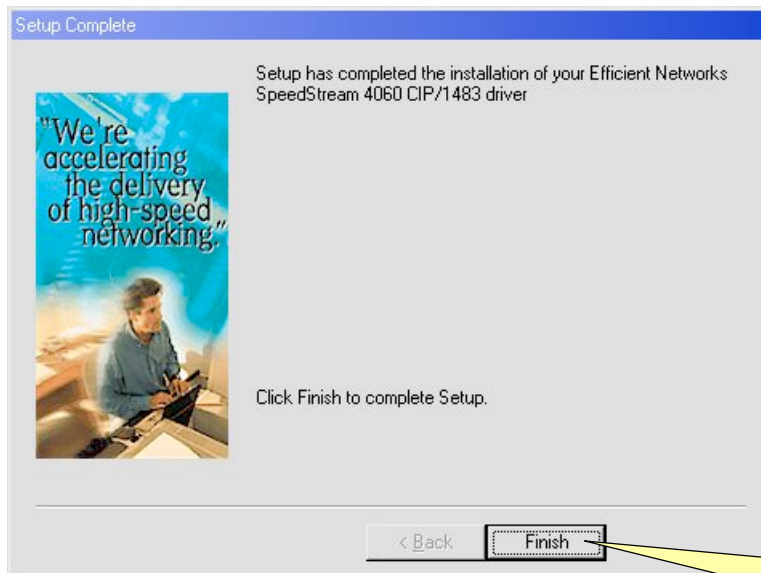 Setup Complete
Setup has completed the installation of your Efficient Networks
SpeedStream 4060 CIP/1483 driver
"We're
accelerating
the delivery
of high-speed
networking."
Click Finish to complete Setup.
< Back
Finish